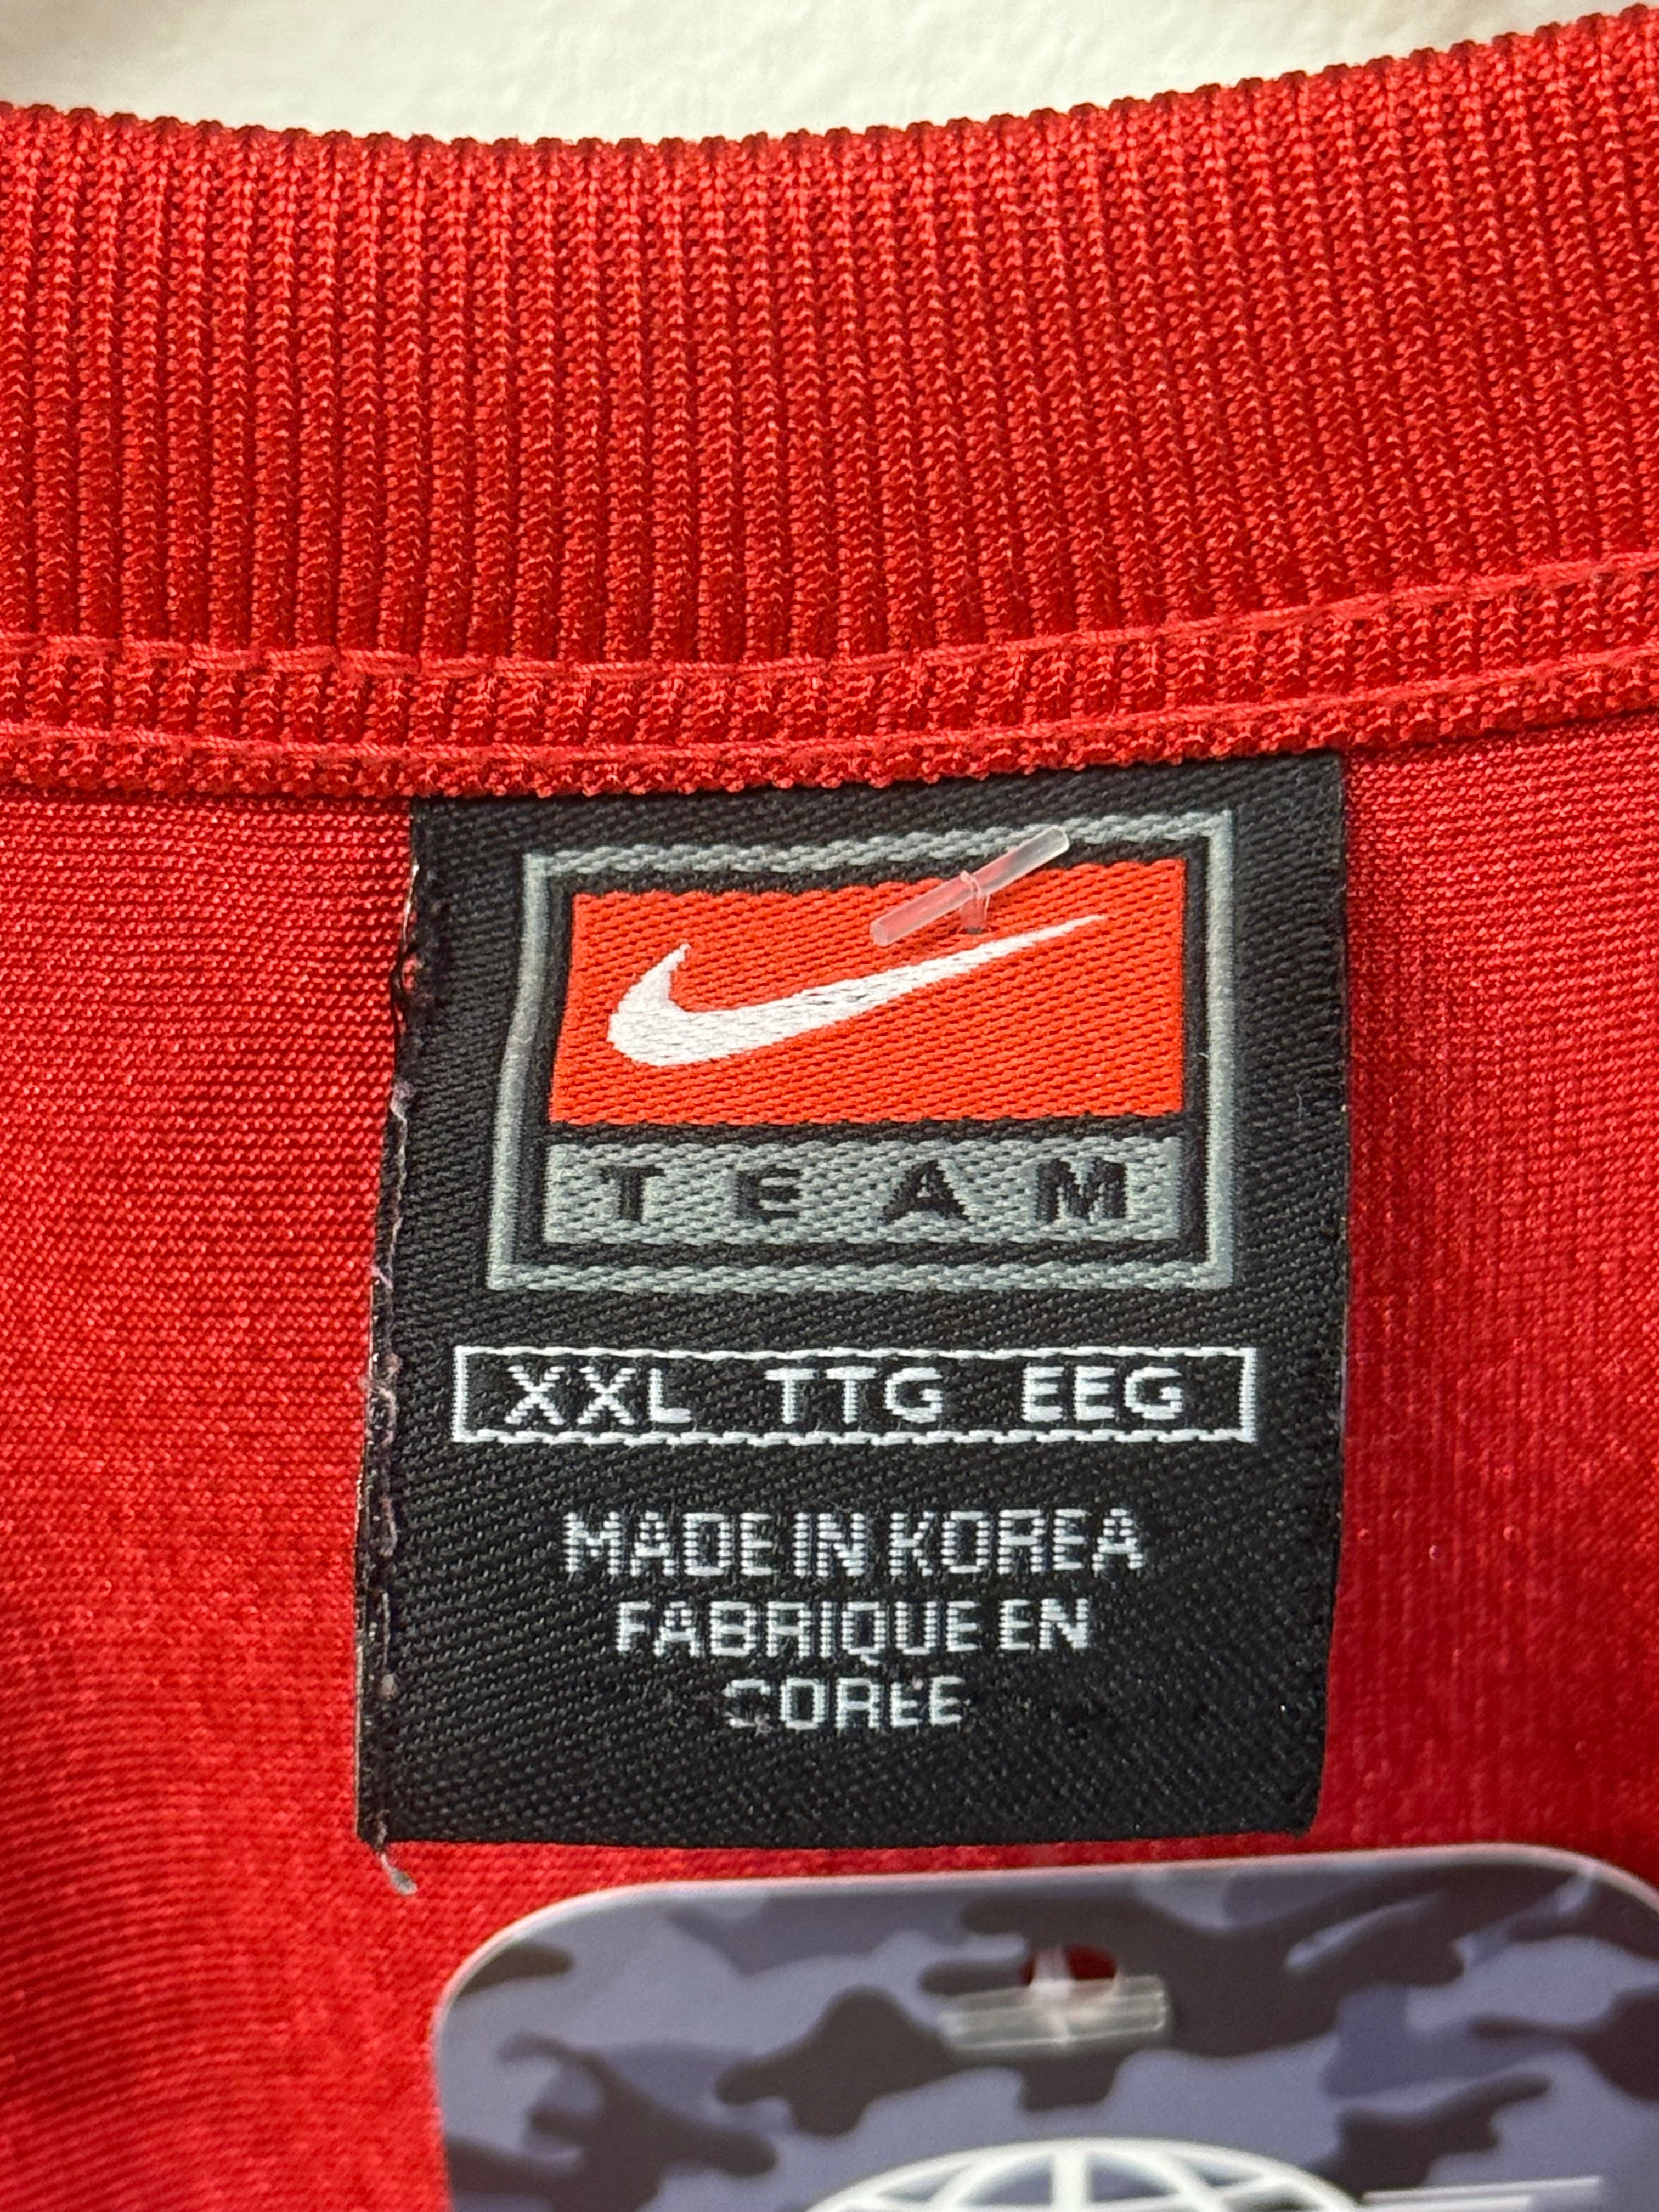 TEAM
XXL TTG EEG
MADE IN KOREA
FABRIQUE EN
COREE